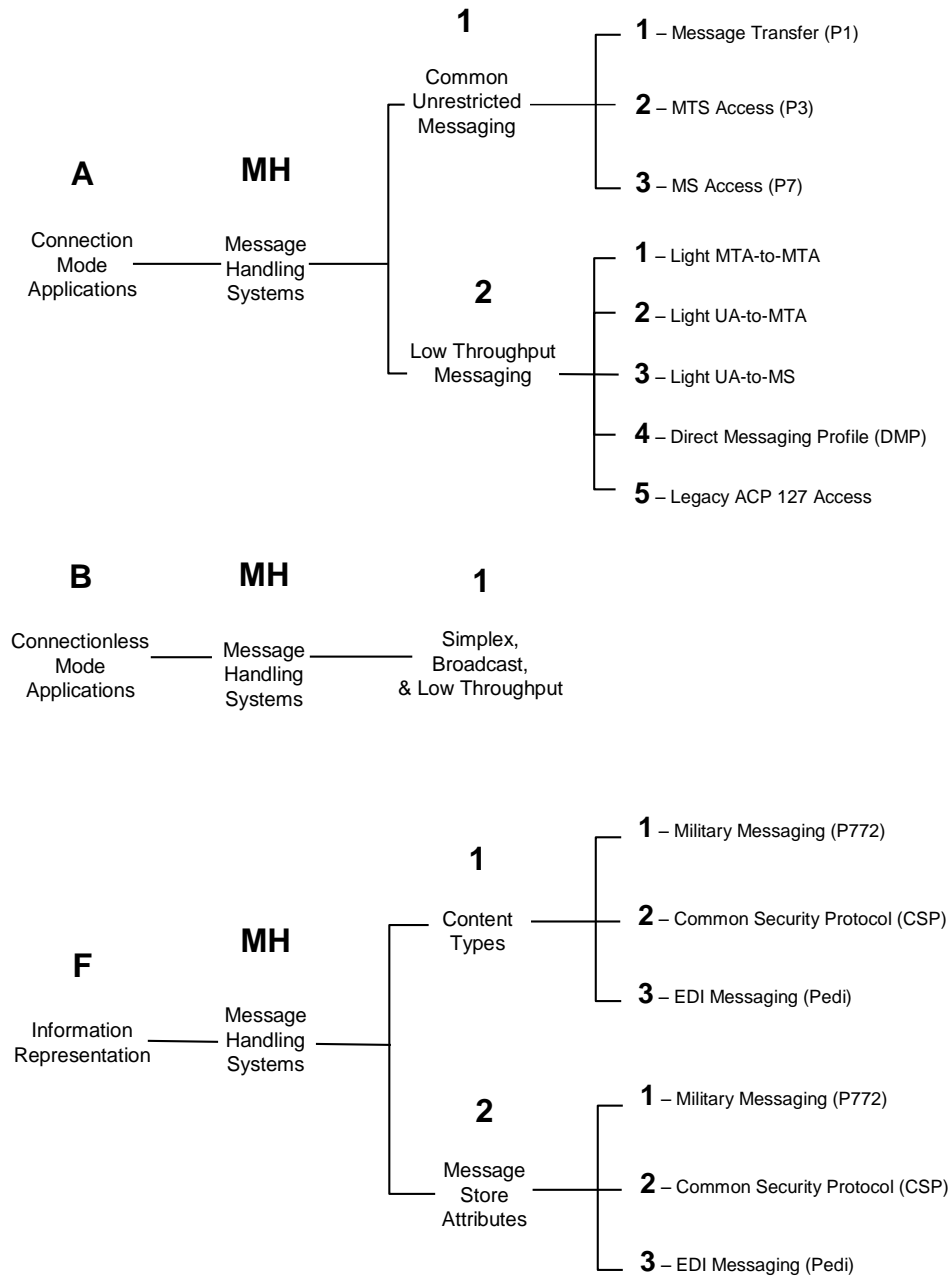 1
1 – Message Transfer (P1)
Common
Unrestricted
Messaging
2 – MTS Access (P3)
3 – MS Access (P7)
A
MH
Connection
Mode
Applications
Message
Handling
Systems
2
Low Throughput
Messaging
1 – Light MTA-to-MTA
2 – Light UA-to-MTA
3 – Light UA-to-MS
4 – Direct Messaging Profile (DMP)
5 – Legacy ACP 127 Access
B
MH
1
Connectionless
Mode
Applications
Message
Handling
Systems
Simplex,
Broadcast,
& Low Throughput
1
1 – Military Messaging (P772)
Content
Types
2 – Common Security Protocol (CSP)
3 – EDI Messaging (Pedi)
F
MH
Information
Representation
Message
Handling
Systems
2
Message
Store
Attributes
1 – Military Messaging (P772)
2 – Common Security Protocol (CSP)
3 – EDI Messaging (Pedi)